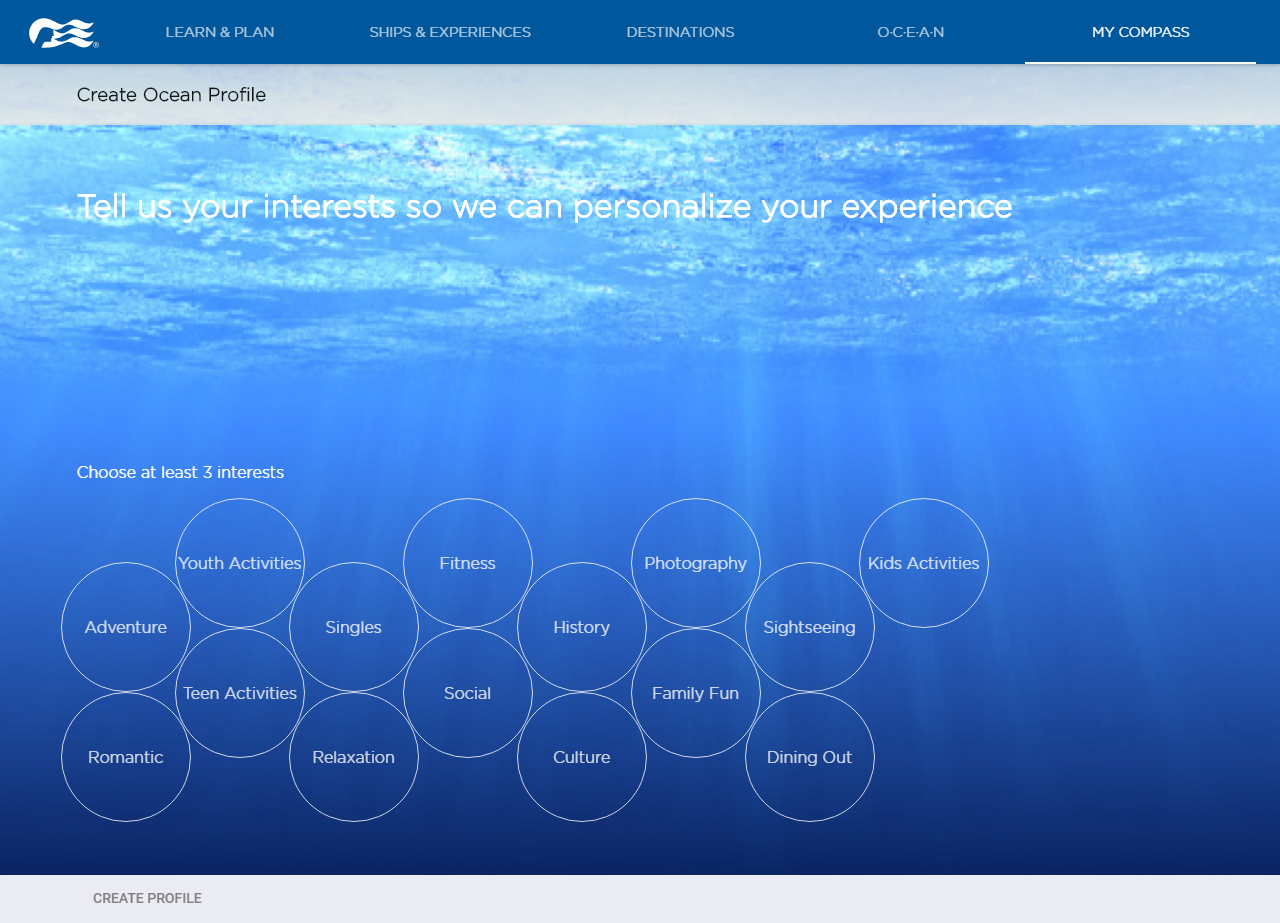 LEARN & PLAN SHIPS & EXPERIENCES DESTINATIONS O·C·E·A·N MY COMPASS
Create Ocean Profile
Tell us your interests so we can personalize your experience
Choose at least 3 interests
Youth Activities Fitness Photography Kids Activities
Adventure Singles History Sightseeing
Teen Activities Social Family Fun
Romantic Relaxation Culture Dining Out
CREATE PROFILE